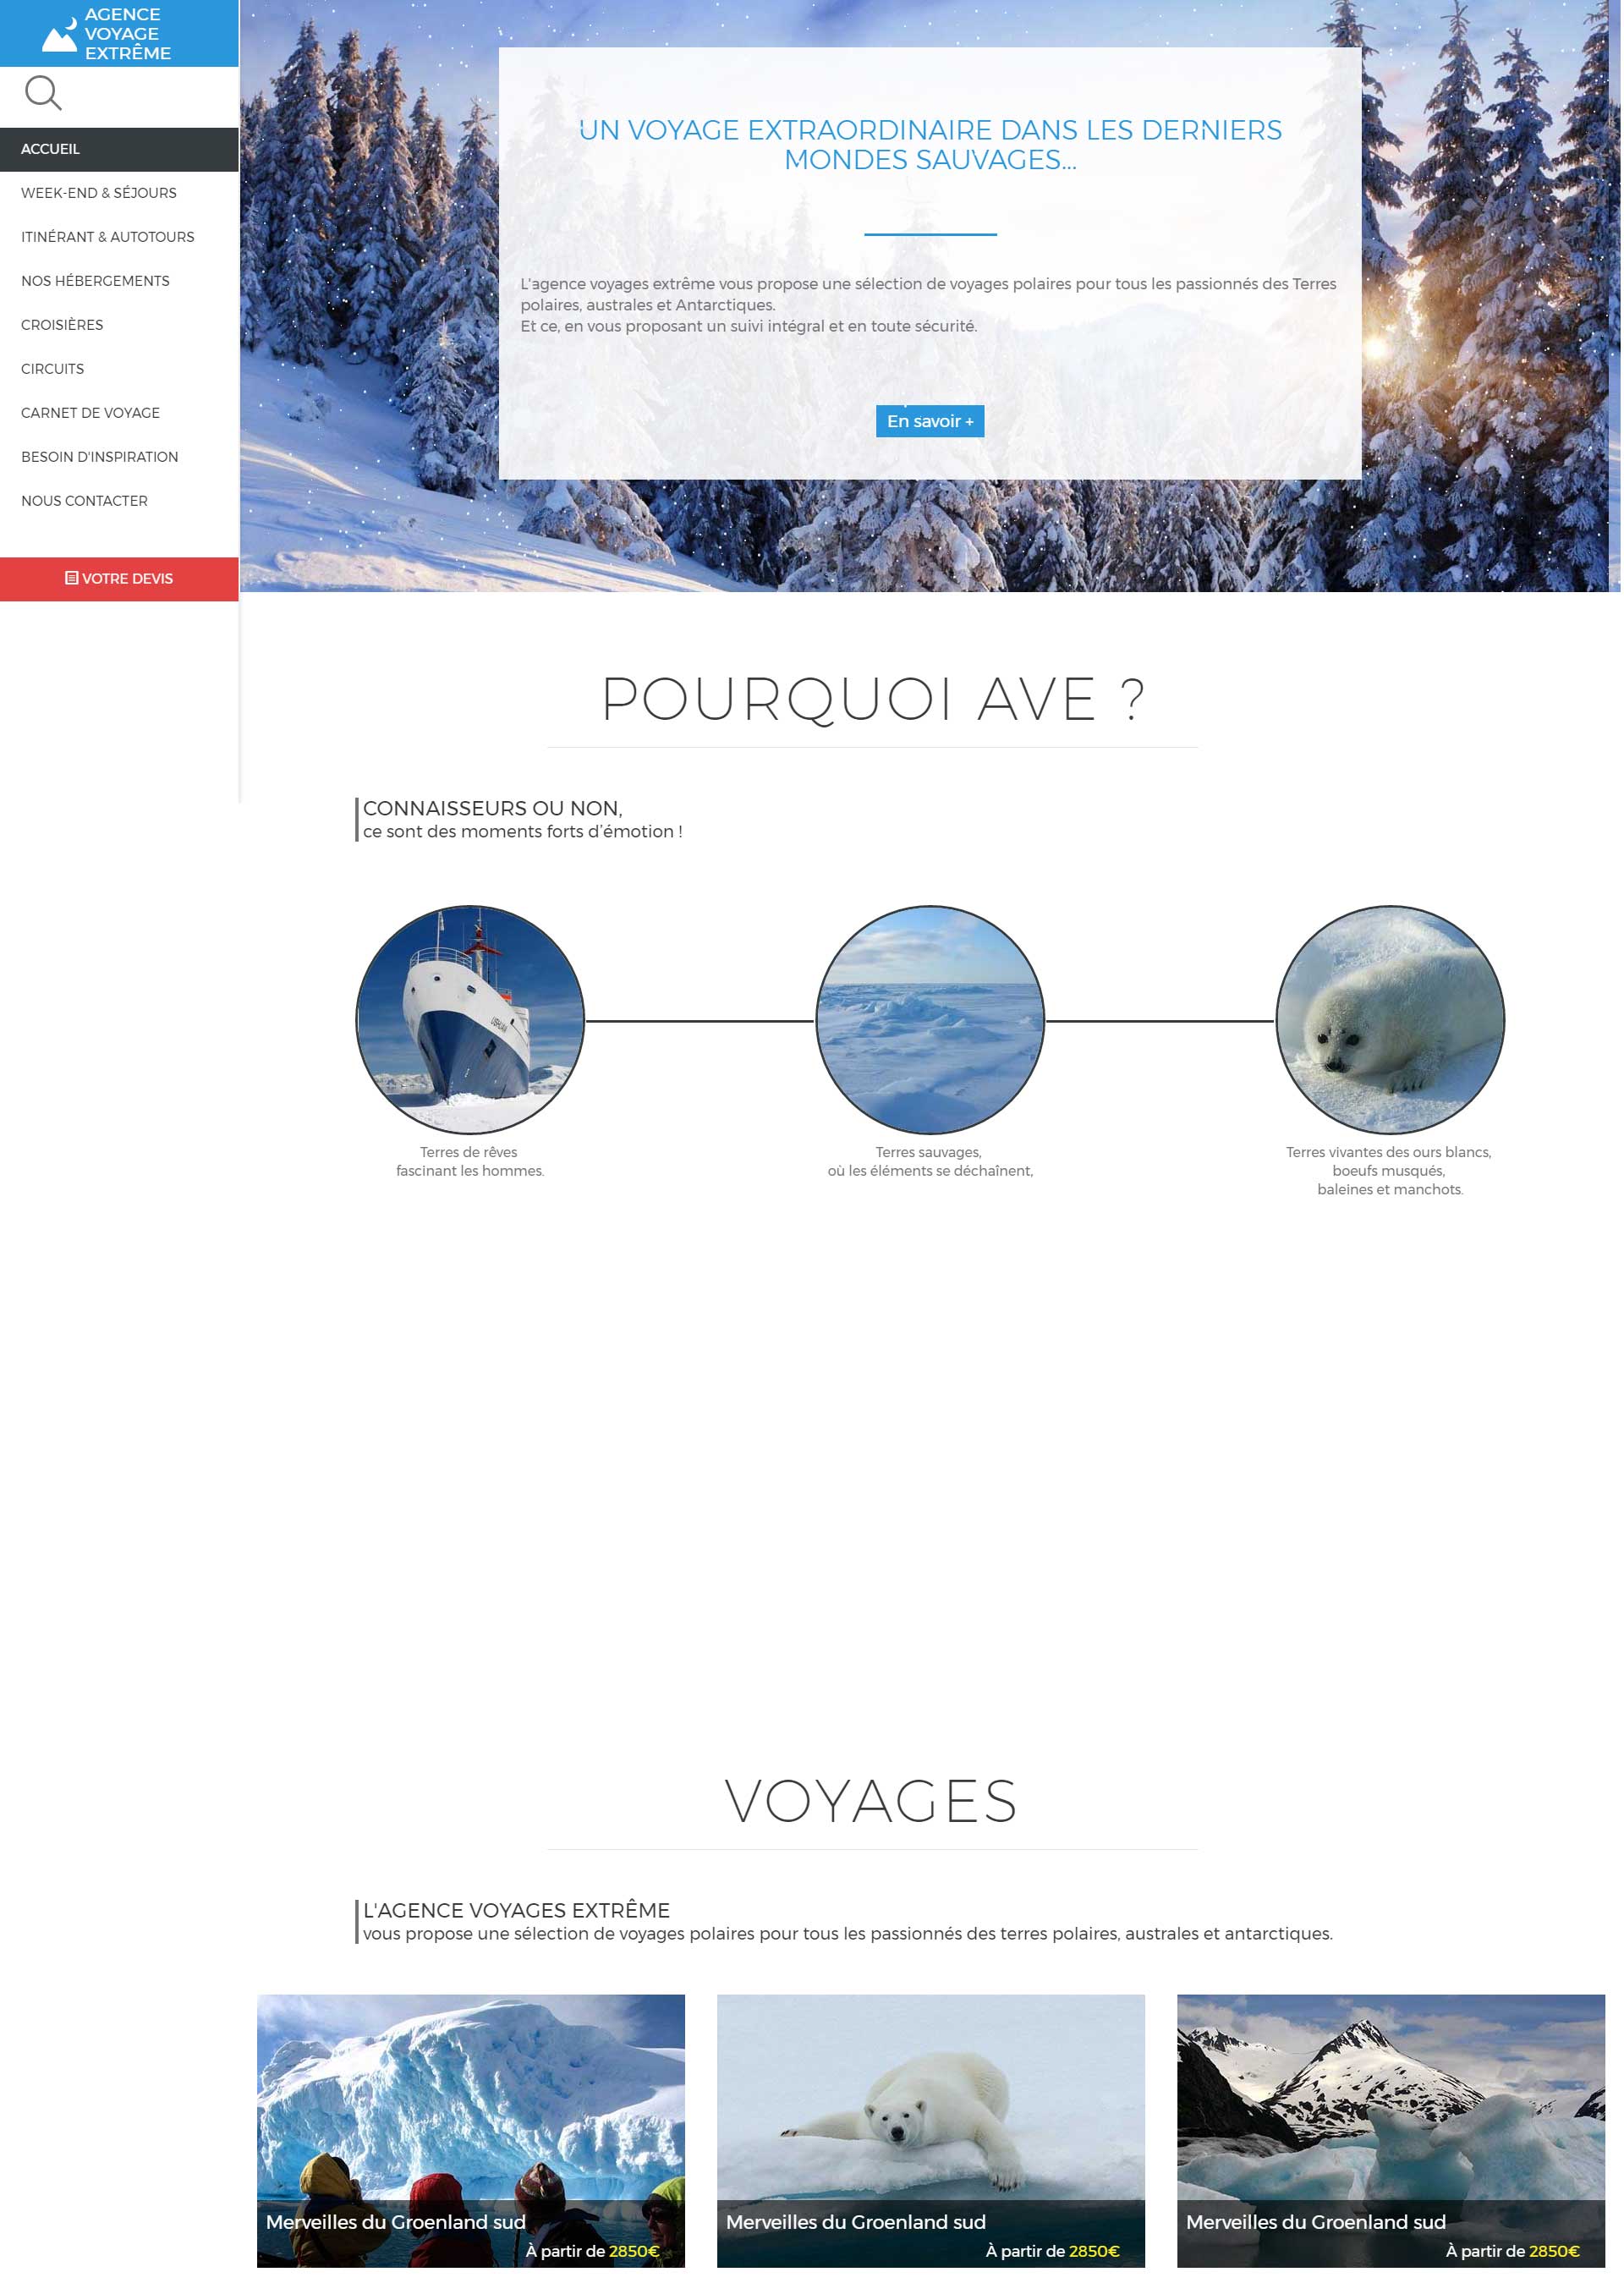 AGENCE
VOYAGE
EXTRÊME
ACCUEIL
WEEK-END & SÉJOURS
ITINÉRANT & AUTOTOURS
NOS HÉBERGEMENTS
CROISIÈRES
CIRCUITS
CARNET DE VOYAGE
BESOIN D'INSPIRATION
NOUS CONTACTER
VOTRE DEVIS
UN VOYAGE EXTRAORDINAIRE DANS LES DERNIERS
MONDES SAUVAGES...
L'agence voyages extrême vous propose une sélection de voyages polaires pour tous les passionnés des Terres
polaires, australes et Antarctiques.
Et ce, en vous proposant un suivi intégral et en toute sécurité.
En savoir +
POURQUOI AVE ?
CONNAISSEURS OU NON,
ce sont des moments forts d'émotion !
Terres de rêves
fascinant les hommes.
Terres sauvages,
où les éléments se déchaînent,
Terres vivantes des ours blancs,
boeufs musqués,
baleines et manchots.
VOYAGES
L'AGENCE VOYAGES EXTRÊME
vous propose une sélection de voyages polaires pour tous les passionnés des terres polaires, australes et antarctiques.
Merveilles du Groenland sud
À partir de 2850€
Merveilles du Groenland sud
À partir de 2850€
Merveilles du Groenland sud
À partir de 2850€